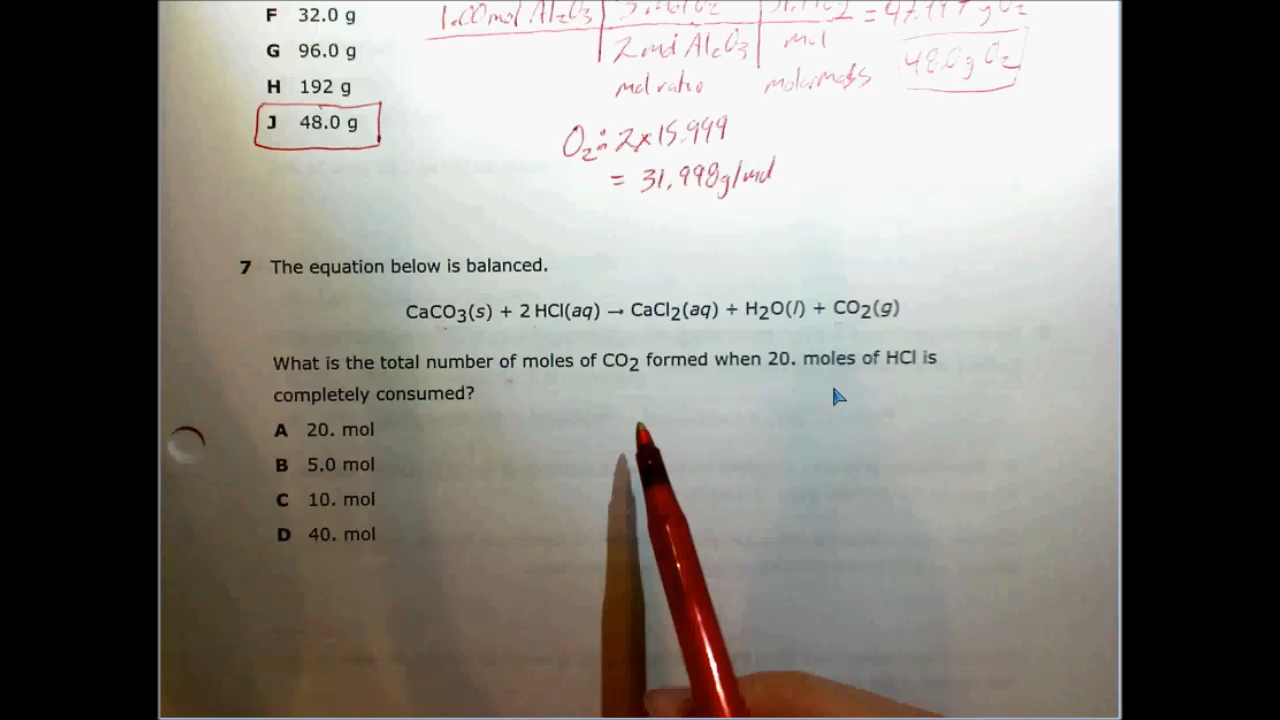 F 32.0 g
1.00 mol Al2O3
G 96.0 g
2 mol Al2O3 mol
48.0 g O2
H 192 g
mol ratio molar mass
J 48.0 g
O2: 2 x 15.999
= 31.998 g/mol
7 The equation below is balanced.
CaCO3(s) + 2 HCl(aq) → CaCl2(aq) + H2O(l) + CO2(g)
What is the total number of moles of CO2 formed when 20. moles of HCl is
completely consumed?
A 20. mol
B 5.0 mol
C 10. mol
D 40. mol